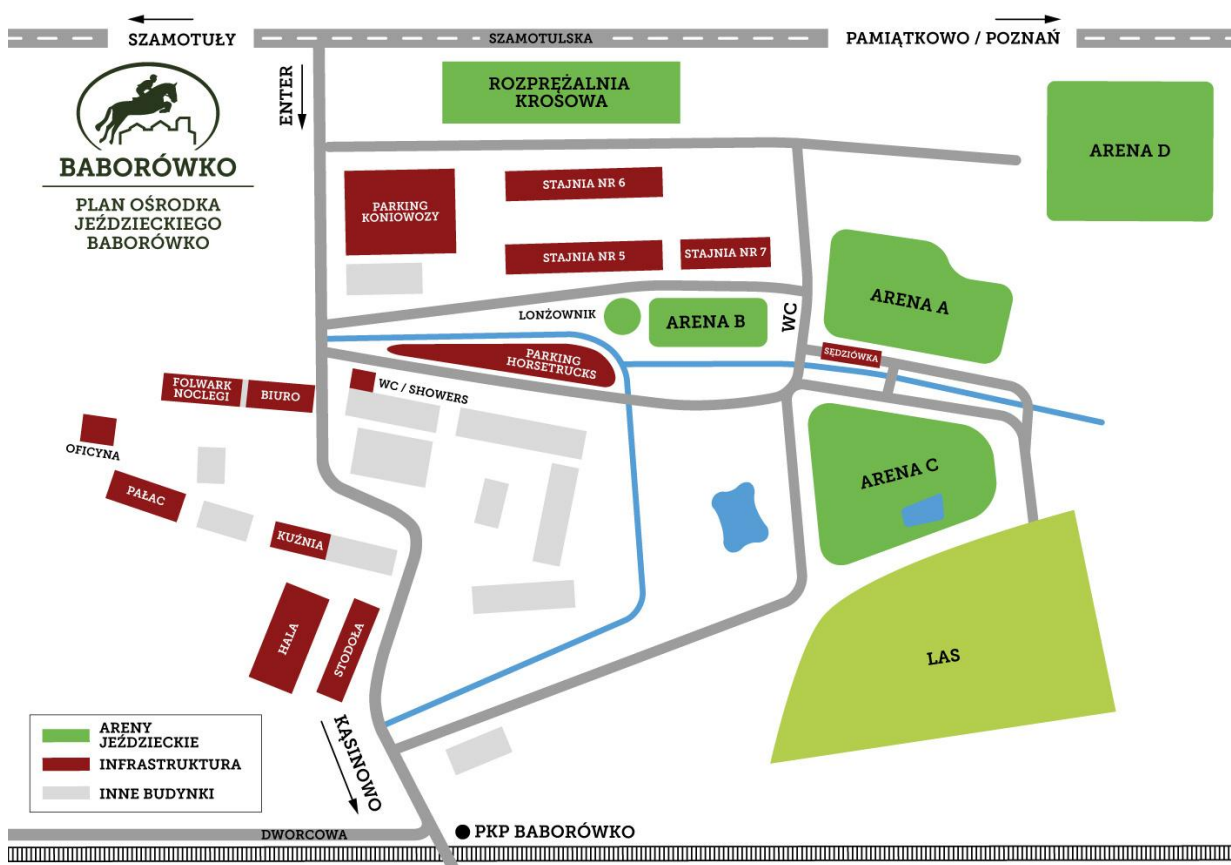 SZAMOTUŁY
SZAMOTULSKA
PAMIĄTKOWO / POZNAŃ
ENTER
BABORÓWKO
PLAN OŚRODKA
JEŹDZIECKIEGO
BABORÓWKO
ROZPRĘŻALNIA
KROSOWA
ARENA D
PARKING
KONIOWOZY
STAJNIA NR 6
STAJNIA NR 5
STAJNIA NR 7
LONŻOWNIK
ARENA B
WC
ARENA A
SĘDZIÓWKA
PARKING
HORSETRUCKS
FOLWARK
NOCLEGI
BIURO
WC / SHOWERS
OFICYNA
PAŁAC
KUŹNIA
ARENA C
HALA
STODOŁA
LAS
KĄSINOWO
ARENY
JEŹDZIECKIE
INFRASTRUKTURA
INNE BUDYNKI
DWORCOWA
PKP BABORÓWKO